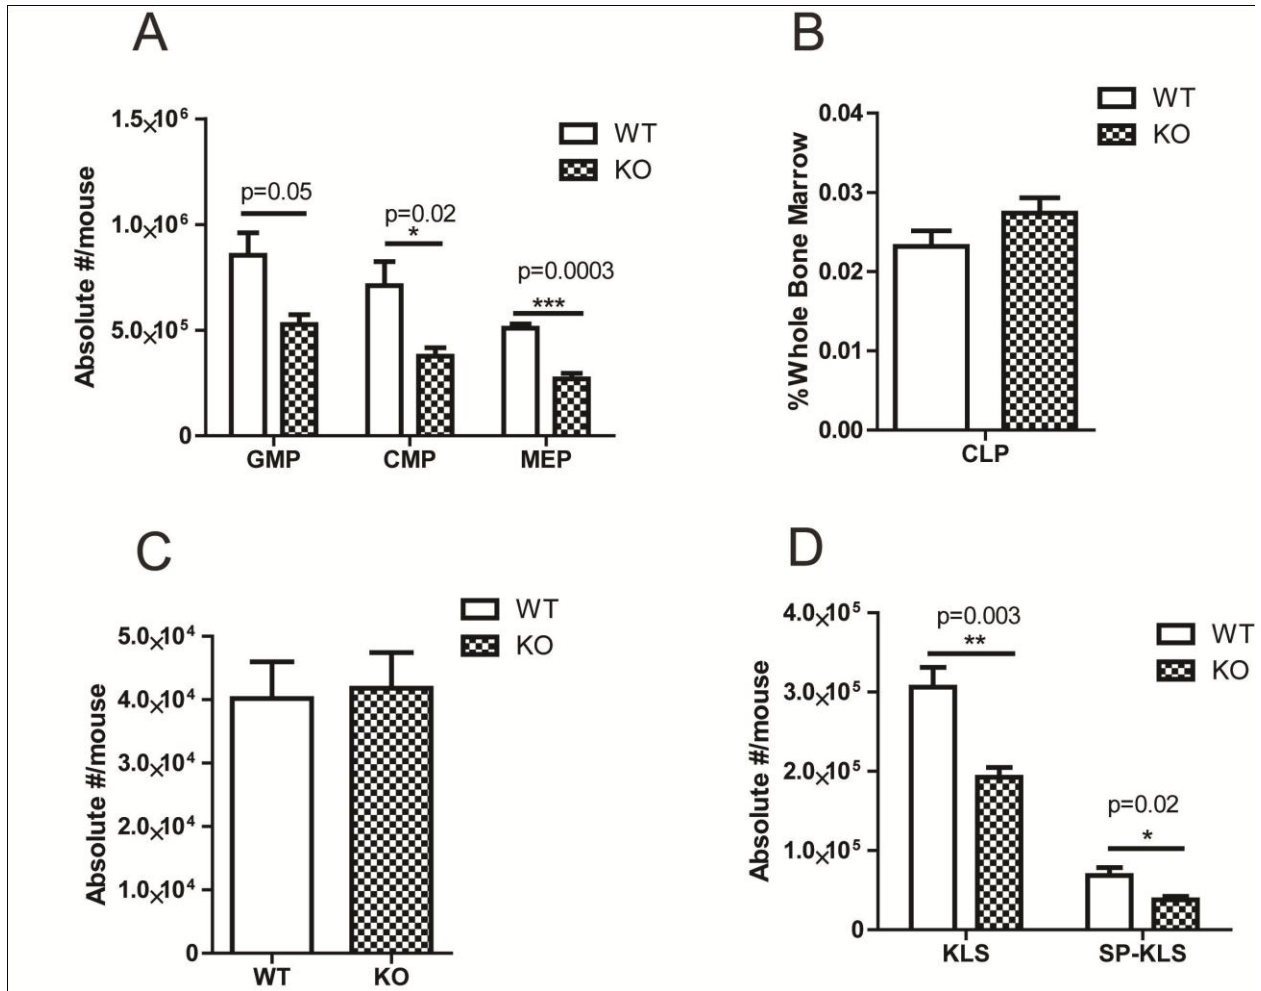 A
1.5×10⁶
1.0×10⁶
5.0×10⁵
0
Absolute #/mouse
WT
KO
p=0.05
p=0.02
*
p=0.0003
***
GMP CMP MEP
B
0.04
0.03
0.02
0.01
0.00
%Whole Bone Marrow
WT
KO
CLP
C
5.0×10⁴
4.0×10⁴
3.0×10⁴
2.0×10⁴
1.0×10⁴
0
Absolute #/mouse
WT
KO
WT KO
D
4.0×10⁵
3.0×10⁵
2.0×10⁵
1.0×10⁵
0
Absolute #/mouse
p=0.003
**
p=0.02
*
WT
KO
KLS SP-KLS